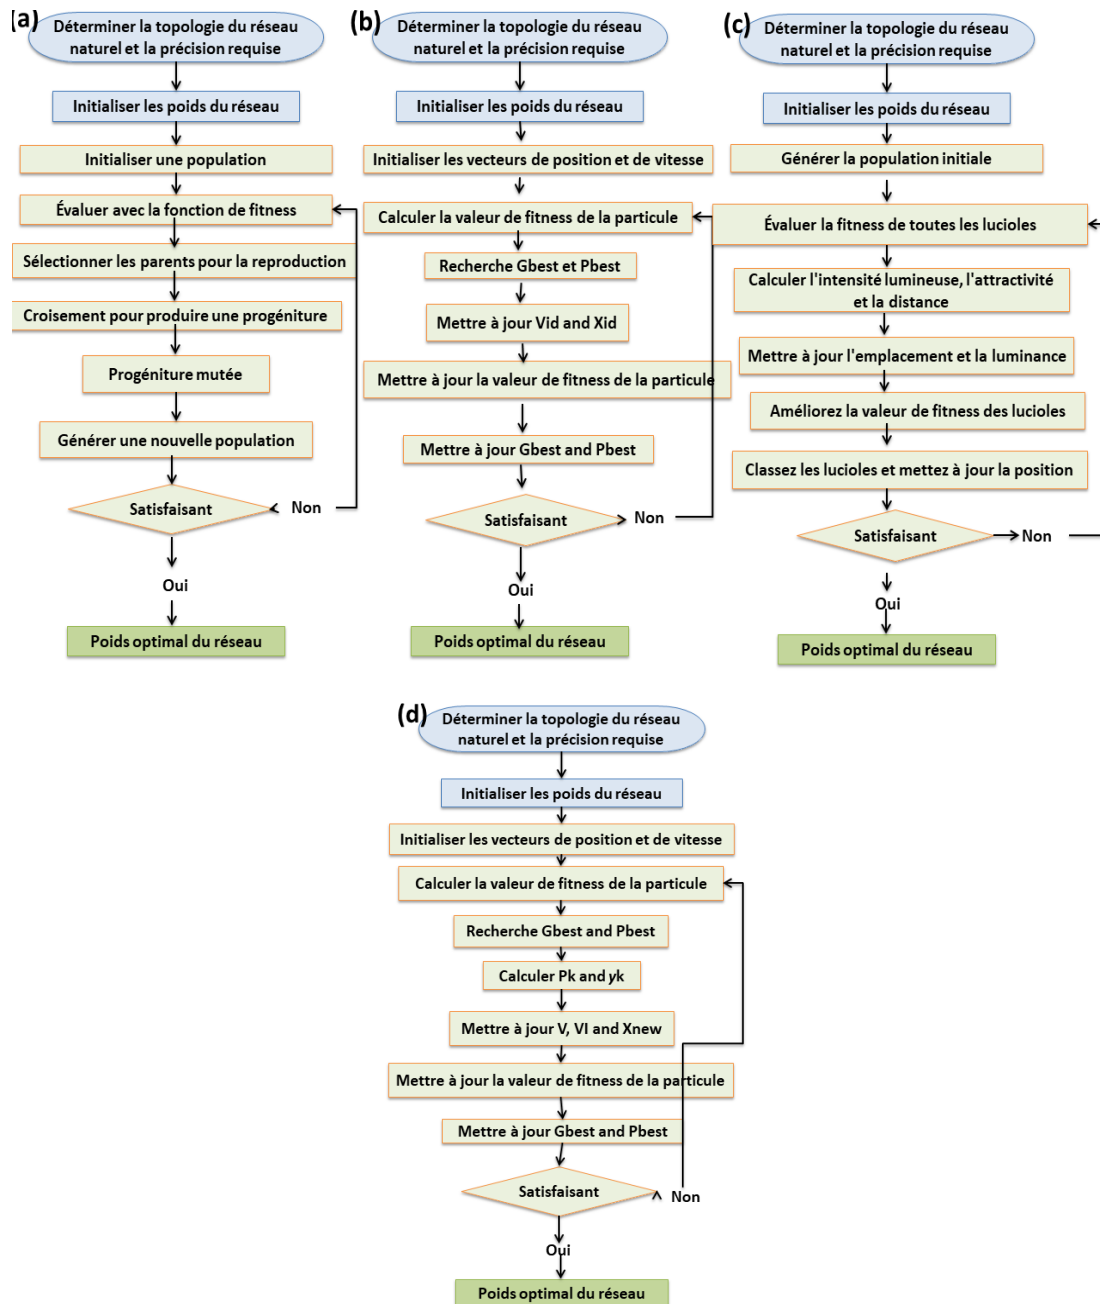 (a)
Déterminer la topologie du réseau
naturel et la précision requise
Initialiser les poids du réseau
Initialiser une population
Évaluer avec la fonction de fitness
Sélectionner les parents pour la reproduction
Croisement pour produire une progéniture
Progéniture mutée
Générer une nouvelle population
Satisfaisant
Non
Oui
Poids optimal du réseau
(b)
Déterminer la topologie du réseau
naturel et la précision requise
Initialiser les poids du réseau
Initialiser les vecteurs de position et de vitesse
Calculer la valeur de fitness de la particule
Recherche Gbest et Pbest
Mettre à jour Vid and Xid
Mettre à jour la valeur de fitness de la particule
Mettre à jour Gbest and Pbest
Satisfaisant
Non
Oui
Poids optimal du réseau
(c)
Déterminer la topologie du réseau
naturel et la précision requise
Initialiser les poids du réseau
Générer la population initiale
Évaluer la fitness de toutes les lucioles
Calculer l'intensité lumineuse, l'attractivité
et la distance
Mettre à jour l'emplacement et la luminance
Améliorez la valeur de fitness des lucioles
Classez les lucioles et mettez à jour la position
Satisfaisant
Non
Oui
Poids optimal du réseau
(d)
Déterminer la topologie du réseau
naturel et la précision requise
Initialiser les poids du réseau
Initialiser les vecteurs de position et de vitesse
Calculer la valeur de fitness de la particule
Recherche Gbest and Pbest
Calculer Pk and yk
Mettre à jour V, VI and Xnew
Mettre à jour la valeur de fitness de la particule
Mettre à jour Gbest and Pbest
Satisfaisant
Non
Oui
Poids optimal du réseau